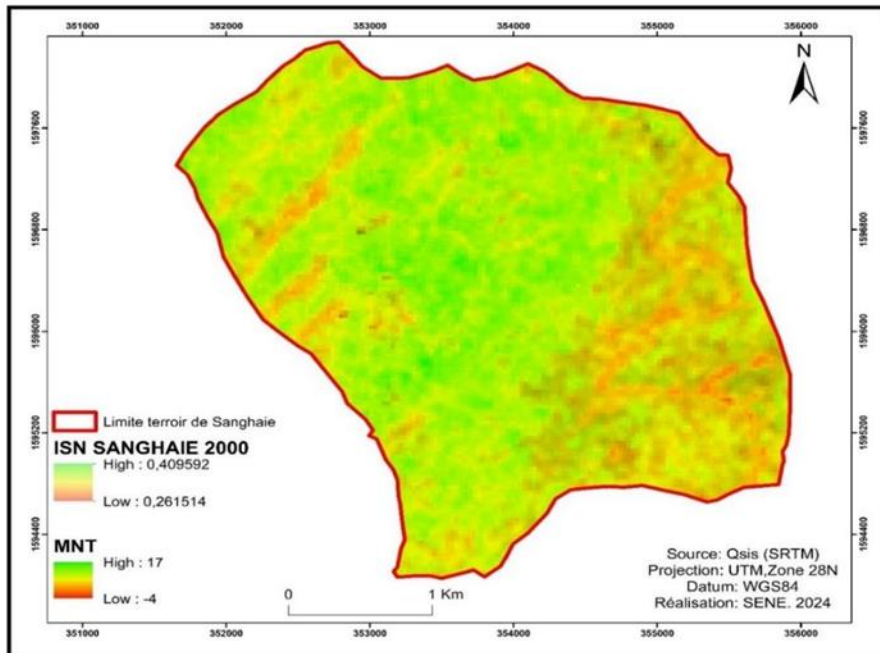 351000 352000 353000 354000 355000 356000
N
1597600
1596800
1596000
1595200
1594400
1597600
1596800
1596000
1595200
1594400
Limite terroir de Sanghaie
ISN SANGHAIE 2000
High : 0,409592
Low : 0,261514
MNT
High : 17
Low : -4
0 1 Km
Source: Qsis (SRTM)
Projection: UTM,Zone 28N
Datum: WGS84
Réalisation: SENE. 2024
351000 352000 353000 354000 355000 356000